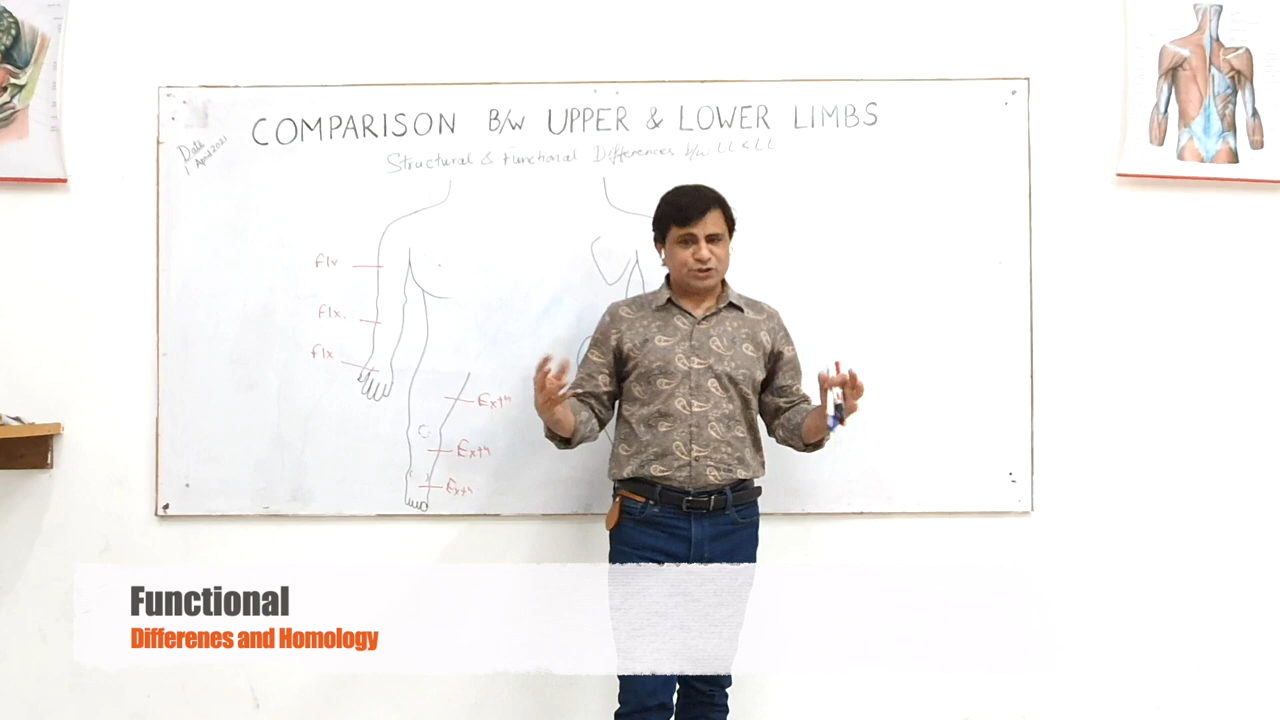 COMPARISON B/W UPPER & LOWER LIMBS
Date
1 April 2021
Structural & Functional Differences b/w LL & LL
Flx
Flx.
Flx
Extn
Extn
Extn
Functional
Differenes and Homology